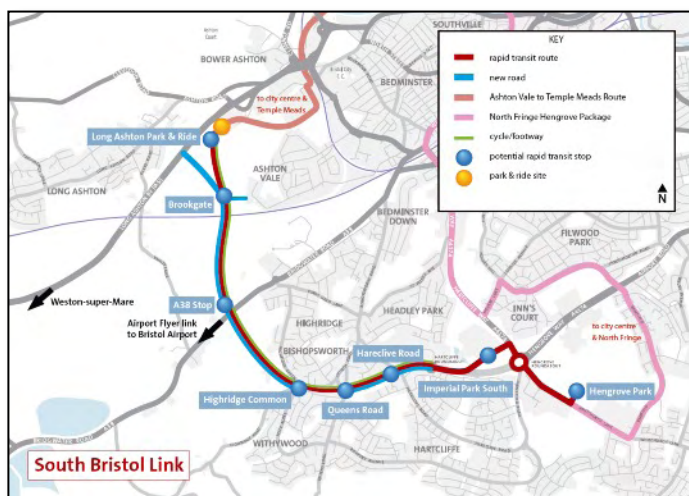 KEY
rapid transit route
new road
Ashton Vale to Temple Meads Route
North Fringe Hengrove Package
cycle/footway
potential rapid transit stop
park & ride site
N
SOUTHVILLE
BOWER ASHTON
BEDMINSTER
to city centre &
Temple Meads
Long Ashton Park & Ride
LONG ASHTON
ASHTON
VALE
Brookgate
BEDMINSTER
DOWN
FILWOOD
PARK
Weston-super-Mare
A38 Stop
Airport Flyer link
to Bristol Airport
HIGHRIDGE
HEADLEY PARK
INN'S
COURT
to city centre
& North Fringe
BISHOPSWORTH
Hareclive Road
Imperial Park South
Hengrove Park
Highridge Common
Queens Road
WITHYWOOD
HARTCLIFFE
South Bristol Link